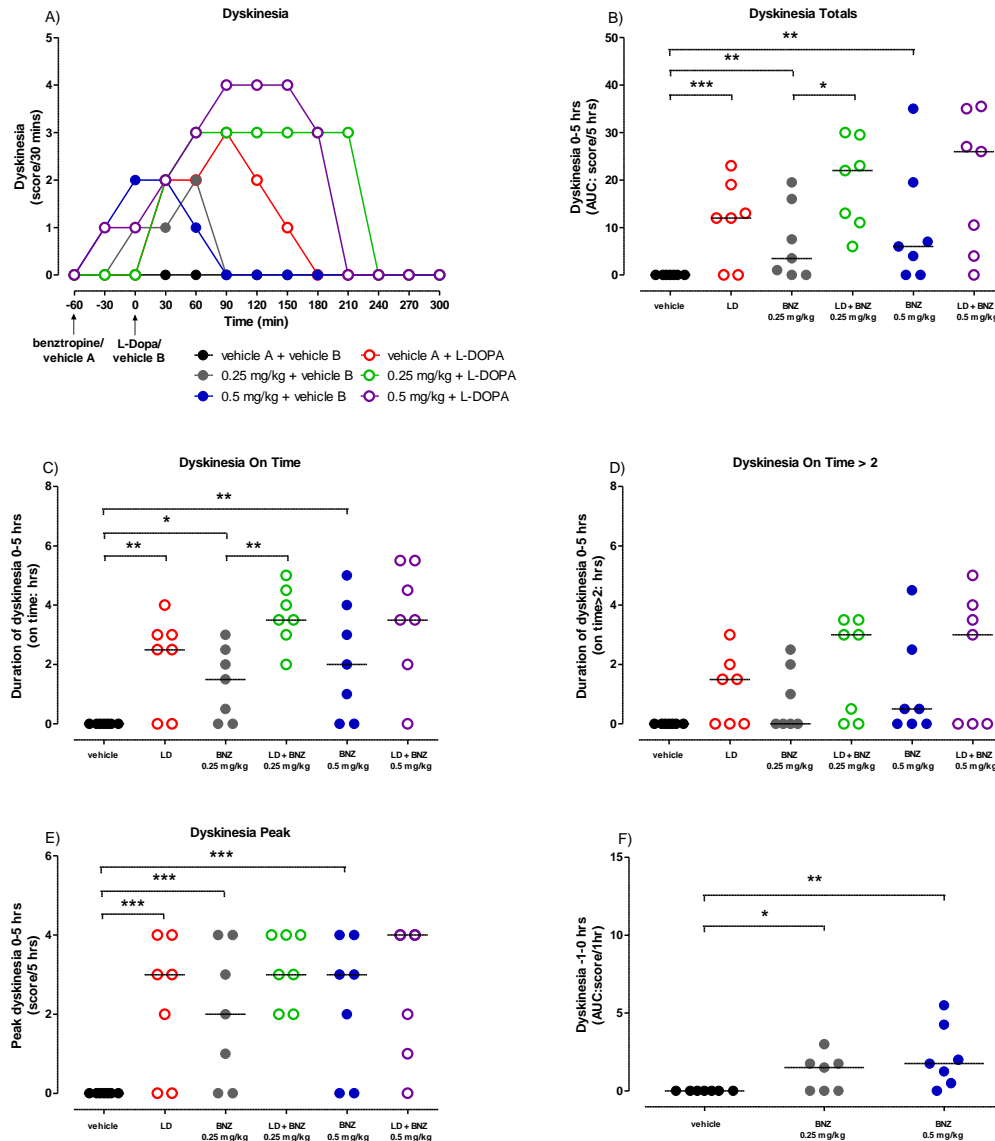 A)
Dyskinesia
Dyskinesia
(score/30 mins)
5
4
3
2
1
0
-60 -30 0 30 60 90 120 150 180 210 240 270 300
Time (min)
benztropine/
vehicle A
L-Dopa/
vehicle B
vehicle A + vehicle B
vehicle A + L-DOPA
0.25 mg/kg + vehicle B
0.25 mg/kg + L-DOPA
0.5 mg/kg + vehicle B
0.5 mg/kg + L-DOPA
B)
Dyskinesia Totals
Dyskinesia 0-5 hrs
(AUC: score/5 hrs)
50
40
30
20
10
0
**
**
***
*
vehicle LD BNZ LD + BNZ BNZ LD + BNZ
0.25 mg/kg 0.25 mg/kg 0.5 mg/kg 0.5 mg/kg
C)
Dyskinesia On Time
Duration of dyskinesia 0-5 hrs
(on time: hrs)
8
6
4
2
0
**
*
**
**
vehicle LD BNZ LD + BNZ BNZ LD + BNZ
0.25 mg/kg 0.25 mg/kg 0.5 mg/kg 0.5 mg/kg
D)
Dyskinesia On Time > 2
Duration of dyskinesia 0-5 hrs
(on time>2: hrs)
8
6
4
2
0
vehicle LD BNZ LD + BNZ BNZ LD + BNZ
0.25 mg/kg 0.25 mg/kg 0.5 mg/kg 0.5 mg/kg
E)
Dyskinesia Peak
Peak dyskinesia 0-5 hrs
(score/5 hrs)
6
4
2
0
***
***
***
vehicle LD BNZ LD + BNZ BNZ LD + BNZ
0.25 mg/kg 0.25 mg/kg 0.5 mg/kg 0.5 mg/kg
F)
Dyskinesia -1-0 hrs
(AUC:score/1hr)
15
10
5
0
**
*
vehicle BNZ BNZ
0.25 mg/kg 0.5 mg/kg